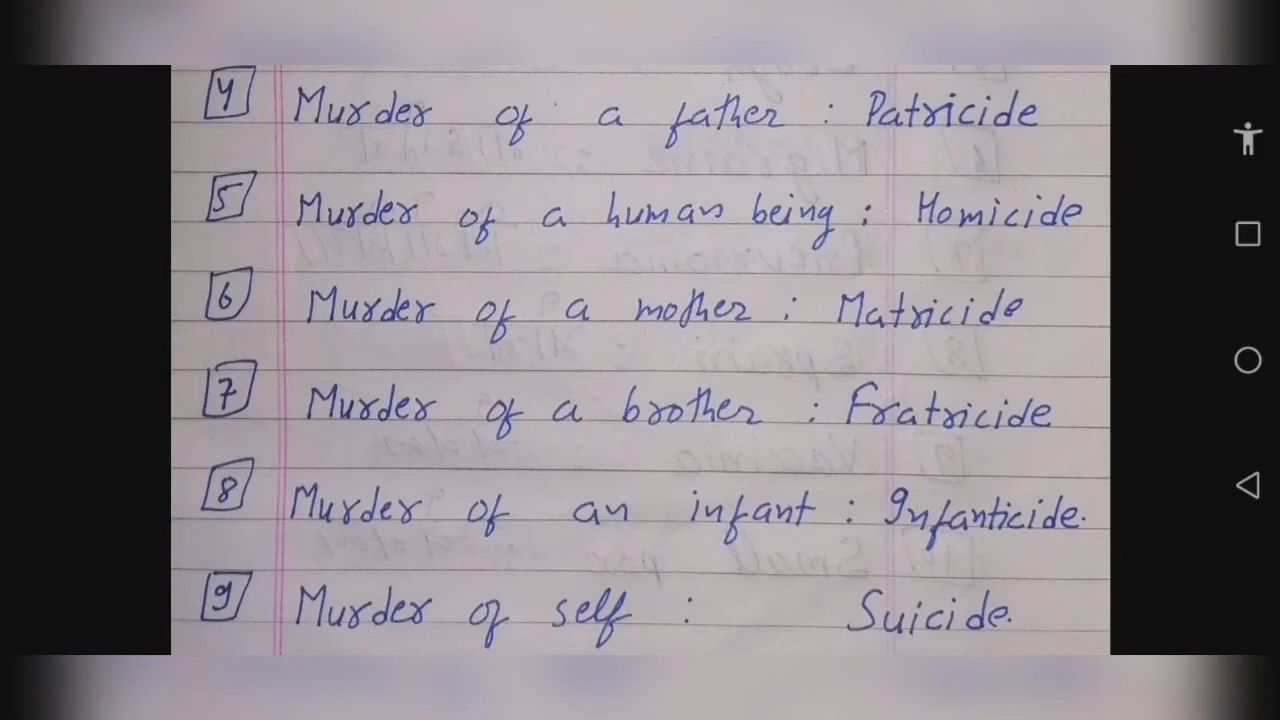 4 Murder of a father : Patricide
5 Murder of a human being : Homicide
6 Murder of a mother : Matricide
7 Murder of a brother : Fratricide
8 Murder of an infant : Infanticide.
9 Murder of self : Suicide.